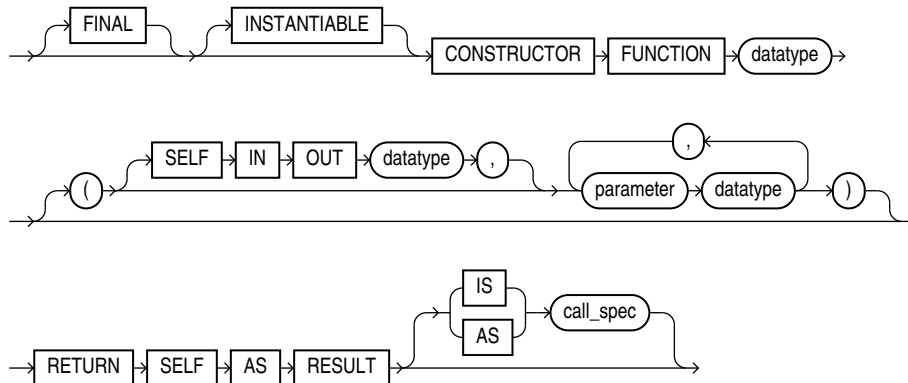 FINAL INSTANTIABLE
CONSTRUCTOR FUNCTION datatype
,
SELF IN OUT datatype ,
( parameter datatype )
IS
call_spec
AS
RETURN SELF AS RESULT